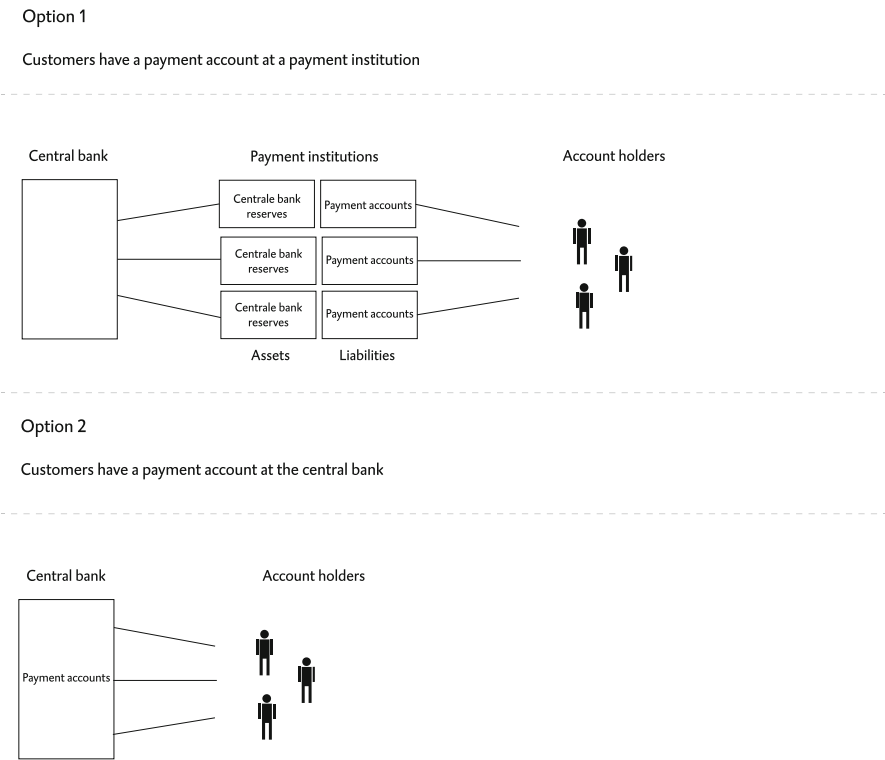 Option 1
Customers have a payment account at a payment institution
Central bank
Payment institutions
Account holders
Centrale bank
reserves
Payment accounts
Centrale bank
reserves
Payment accounts
Centrale bank
reserves
Payment accounts
Assets
Liabilities
Option 2
Customers have a payment account at the central bank
Central bank
Account holders
Payment accounts